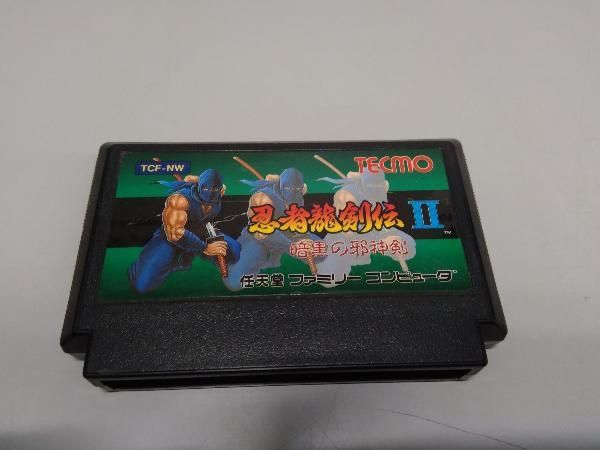 TCF-NW
TECMO
忍者龍剣伝 II
TM
暗黒の邪神剣
任天堂 ファミリー コンピュータ